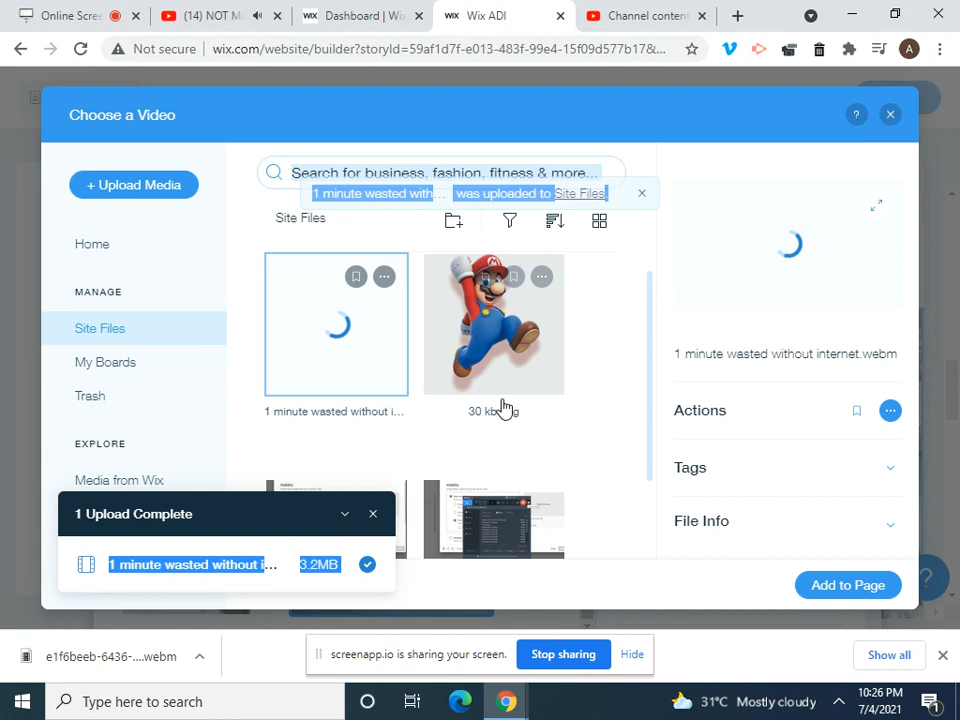 Online Scree
(14) NOT MA
WIX Dashboard | Wix
WIX Wix ADI
Channel content
Not secure wix.com/website/builder?storyId=59af1d7f-e013-483f-99e4-15f09d577b17&...
A
Choose a Video
?
+ Upload Media
Search for business, fashion, fitness & more...
1 minute wasted with... was uploaded to Site Files.
Site Files
Home
MANAGE
Site Files
My Boards
Trash
EXPLORE
Media from Wix
1 minute wasted without i...
30 kb
1 minute wasted without internet.webm
Actions
Tags
File Info
1 Upload Complete
1 minute wasted without i... 3.2MB
Add to Page
?
e1f6beeb-6436-....webm
screenapp.io is sharing your screen.
Stop sharing
Hide
Show all
Type here to search
31°C Mostly cloudy
10:26 PM
7/4/2021
1